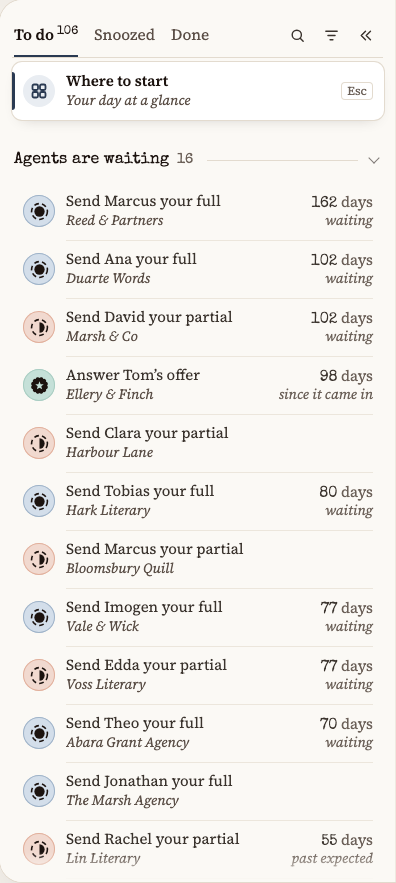 To do 106 Snoozed Done
Where to start
Your day at a glance
Esc
Agents are waiting 16
Send Marcus your full
Reed & Partners
162 days
waiting
Send Ana your full
Duarte Words
102 days
waiting
Send David your partial
Marsh & Co
102 days
waiting
Answer Tom’s offer
Ellery & Finch
98 days
since it came in
Send Clara your partial
Harbour Lane
Send Tobias your full
Hark Literary
80 days
waiting
Send Marcus your partial
Bloomsbury Quill
Send Imogen your full
Vale & Wick
77 days
waiting
Send Edda your partial
Voss Literary
77 days
waiting
Send Theo your full
Abara Grant Agency
70 days
waiting
Send Jonathan your full
The Marsh Agency
Send Rachel your partial
Lin Literary
55 days
past expected